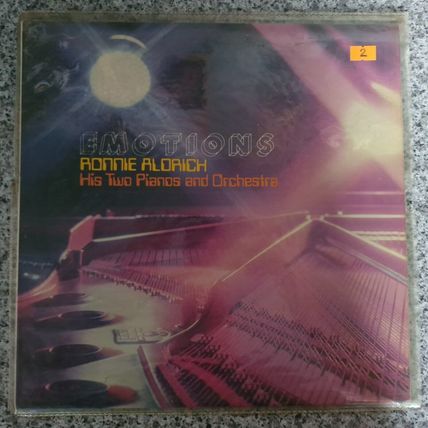 2
EMOTIONS
RONNIE ALDRICH
His Two Pianos and Orchestra